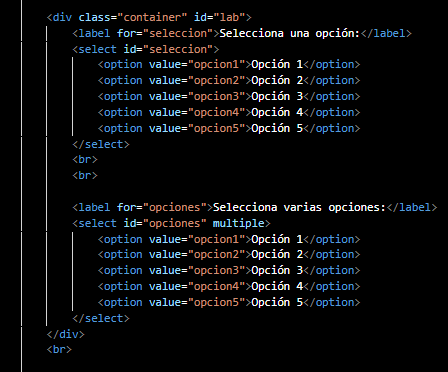 <div class="container" id="lab">
<label for="seleccion">Selecciona una opción:</label>
<select id="seleccion">
<option value="opcion1">Opción 1</option>
<option value="opcion2">Opción 2</option>
<option value="opcion3">Opción 3</option>
<option value="opcion4">Opción 4</option>
<option value="opcion5">Opción 5</option>
</select>
<br>
<br>
<label for="opciones">Selecciona varias opciones:</label>
<select id="opciones" multiple>
<option value="opcion1">Opción 1</option>
<option value="opcion2">Opción 2</option>
<option value="opcion3">Opción 3</option>
<option value="opcion4">Opción 4</option>
<option value="opcion5">Opción 5</option>
</select>
</div>
<br>